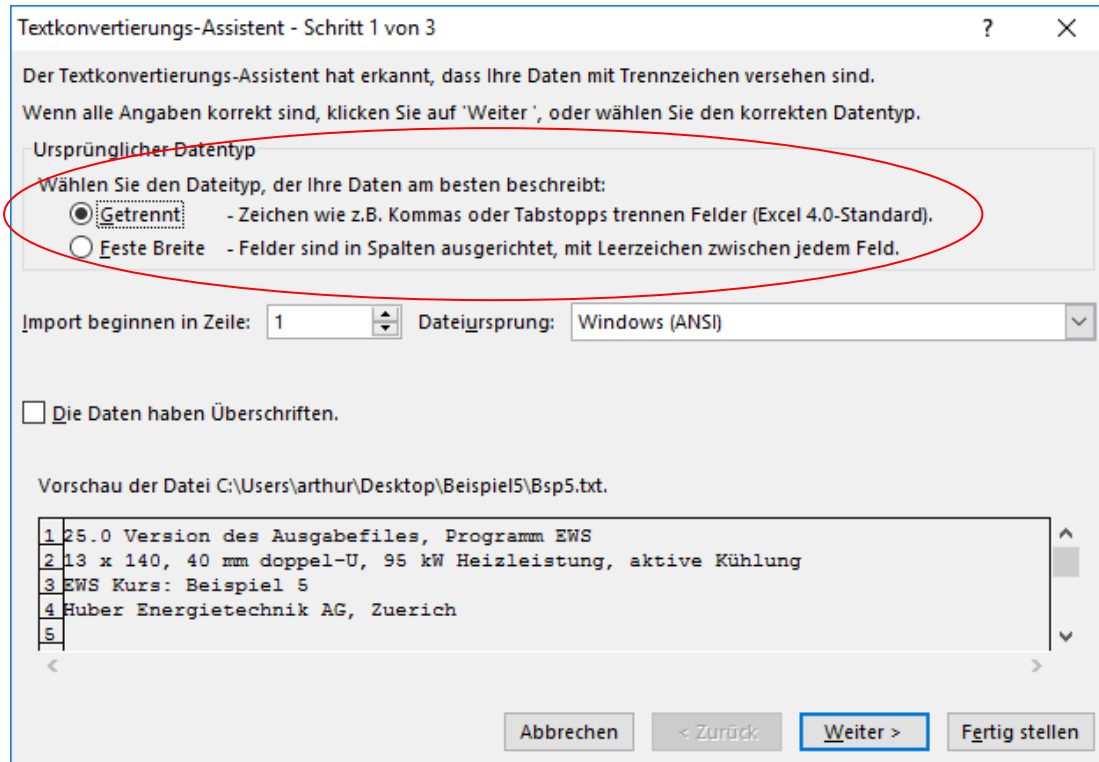 Textkonvertierungs-Assistent - Schritt 1 von 3 ?
Der Textkonvertierungs-Assistent hat erkannt, dass Ihre Daten mit Trennzeichen versehen sind.
Wenn alle Angaben korrekt sind, klicken Sie auf 'Weiter ', oder wählen Sie den korrekten Datentyp.
Ursprünglicher Datentyp
Wählen Sie den Dateityp, der Ihre Daten am besten beschreibt:
Getrennt - Zeichen wie z.B. Kommas oder Tabstopps trennen Felder (Excel 4.0-Standard).
Feste Breite - Felder sind in Spalten ausgerichtet, mit Leerzeichen zwischen jedem Feld.
Import beginnen in Zeile: 1 Dateiursprung: Windows (ANSI)
Die Daten haben Überschriften.
Vorschau der Datei C:\Users\arthur\Desktop\Beispiel5\Bsp5.txt.
1 25.0 Version des Ausgabefiles, Programm EWS
2 13 x 140, 40 mm doppel-U, 95 kW Heizleistung, aktive Kühlung
3 EWS Kurs: Beispiel 5
4 Huber Energietechnik AG, Zuerich
5
Abbrechen < Zurück Weiter > Fertig stellen